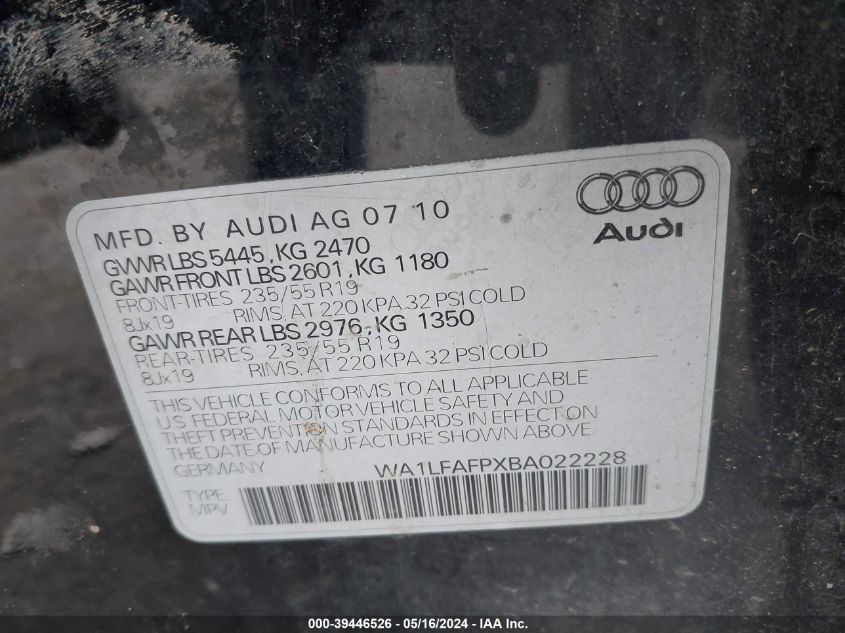 MFD. BY AUDI AG 07 10
Audi
GVWR LBS 5445, KG 2470
GAWR FRONT LBS 2601, KG 1180
FRONT-TIRES 235/55 R19
8Jx19 RIMS, AT 220 KPA 32 PSI COLD
GAWR REAR LBS 2976, KG 1350
REAR-TIRES 235/55 R19
8Jx19 RIMS, AT 220 KPA 32 PSI COLD
THIS VEHICLE CONFORMS TO ALL APPLICABLE
US FEDERAL MOTOR VEHICLE SAFETY AND
THEFT PREVENTION STANDARDS IN EFFECT ON
THE DATE OF MANUFACTURE SHOWN ABOVE
GERMANY WA1LFAFPXBA022228
TYPE
MPV
000-39446526 - 05/16/2024 - IAA, Inc.